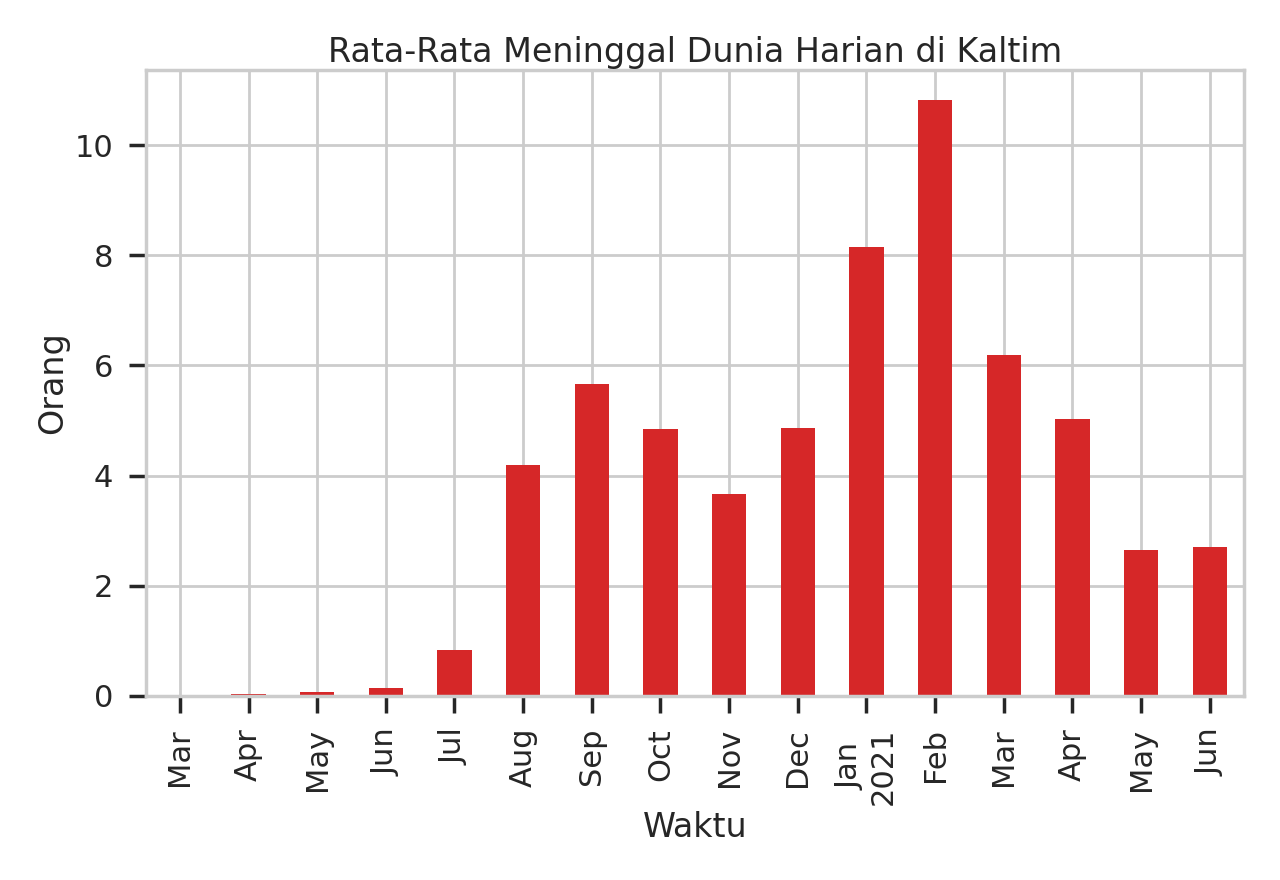 Rata-Rata Meninggal Dunia Harian di Kaltim
10
8
6
4
2
0
Orang
Mar
Apr
May
Jun
Jul
Aug
Sep
Oct
Nov
Dec
Jan
2021
Feb
Mar
Apr
May
Jun
Waktu